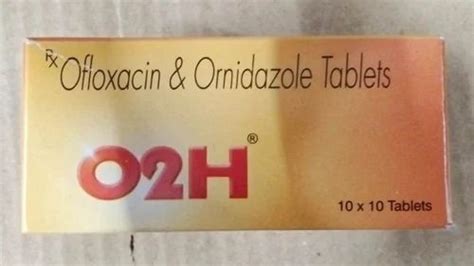 Rx Ofloxacin & Ornidazole Tablets
O2H®
10 x 10 Tablets